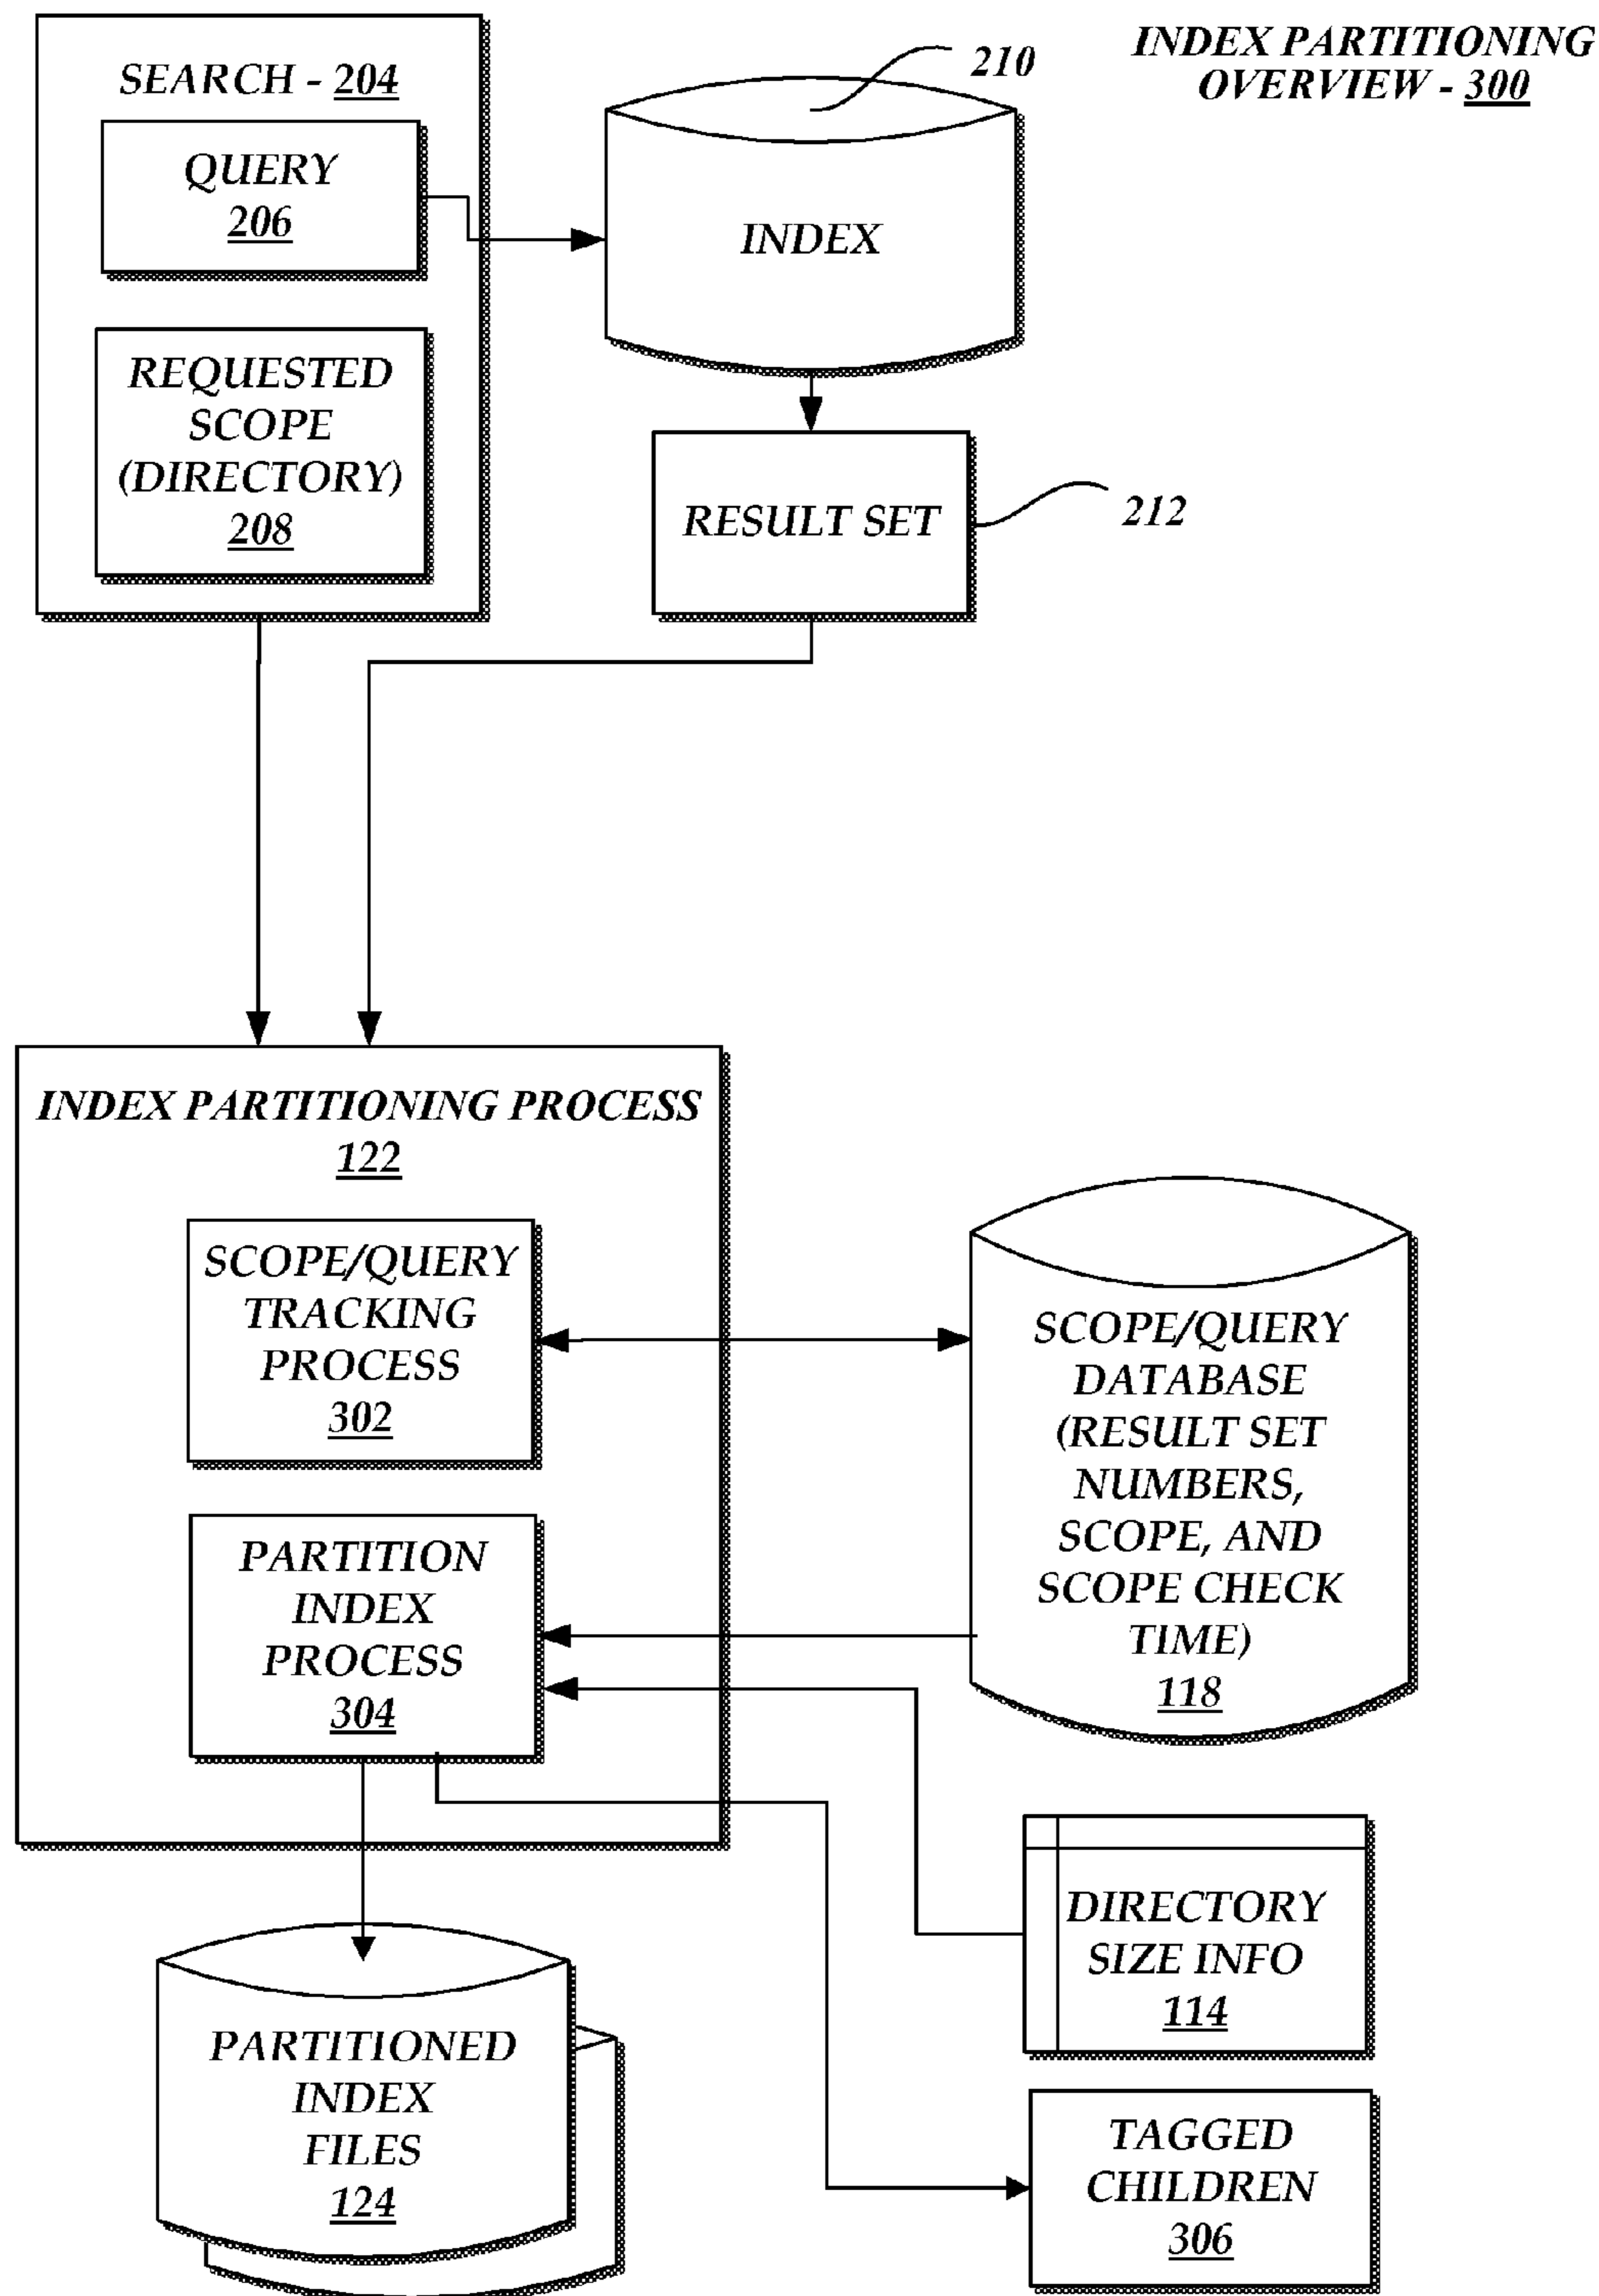 INDEX PARTITIONING
OVERVIEW - 300
SEARCH - 204
QUERY
206
REQUESTED
SCOPE
(DIRECTORY)
208
210
INDEX
RESULT SET
212
INDEX PARTITIONING PROCESS
122
SCOPE/QUERY
TRACKING
PROCESS
302
PARTITION
INDEX
PROCESS
304
SCOPE/QUERY
DATABASE
(RESULT SET
NUMBERS,
SCOPE, AND
SCOPE CHECK
TIME)
118
DIRECTORY
SIZE INFO
114
PARTITIONED
INDEX
FILES
124
TAGGED
CHILDREN
306